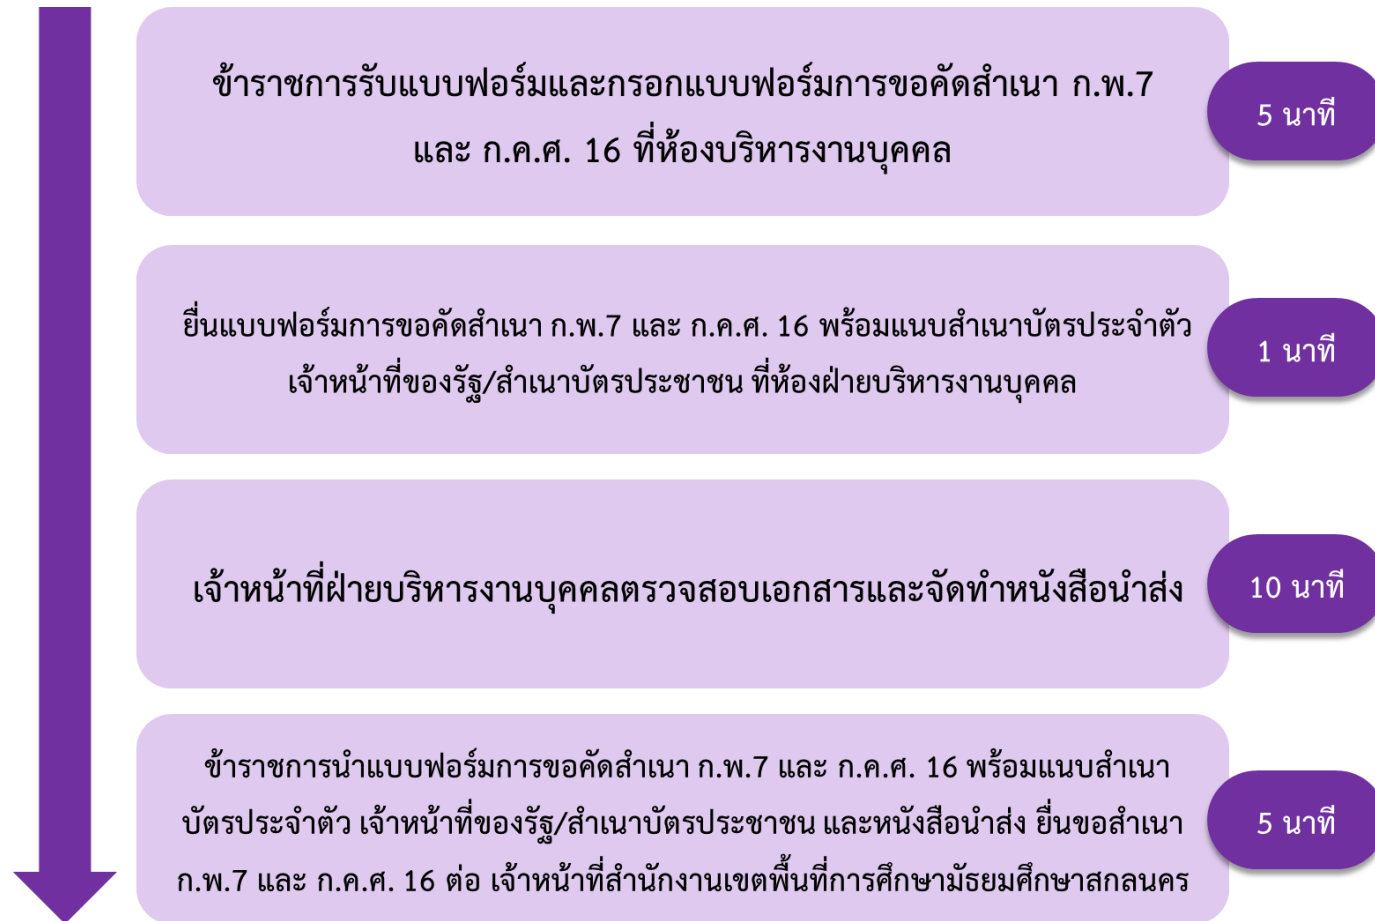 ข้าราชการรับแบบฟอร์มและกรอกแบบฟอร์มการขอคัดสำเนา ก.พ.7
และ ก.ค.ศ. 16 ที่ห้องบริหารงานบุคคล
5 นาที
ยื่นแบบฟอร์มการขอคัดสำเนา ก.พ.7 และ ก.ค.ศ. 16 พร้อมแนบสำเนาบัตรประจำตัว
เจ้าหน้าที่ของรัฐ/สำเนาบัตรประชาชน ที่ห้องฝ่ายบริหารงานบุคคล
1 นาที
เจ้าหน้าที่ฝ่ายบริหารงานบุคคลตรวจสอบเอกสารและจัดทำหนังสือนำส่ง
10 นาที
ข้าราชการนำแบบฟอร์มการขอคัดสำเนา ก.พ.7 และ ก.ค.ศ. 16 พร้อมแนบสำเนา
บัตรประจำตัว เจ้าหน้าที่ของรัฐ/สำเนาบัตรประชาชน และหนังสือนำส่ง ยื่นขอสำเนา
ก.พ.7 และ ก.ค.ศ. 16 ต่อ เจ้าหน้าที่สำนักงานเขตพื้นที่การศึกษามัธยมศึกษาสกลนคร
5 นาที